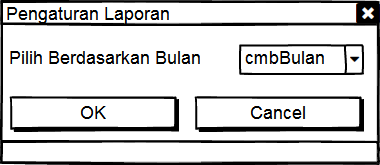 Pengaturan Laporan
Pilih Berdasarkan Bulan cmbBulan
OK Cancel